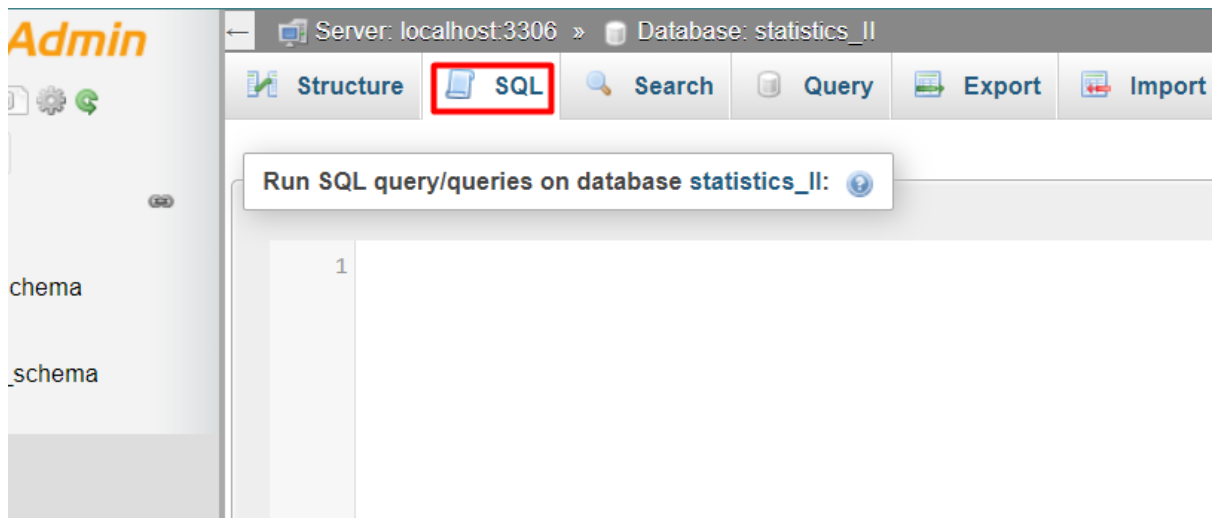 Admin
Server: localhost:3306 » Database: statistics_II
Structure SQL Search Query Export Import
Run SQL query/queries on database statistics_II:
1
chema
_schema